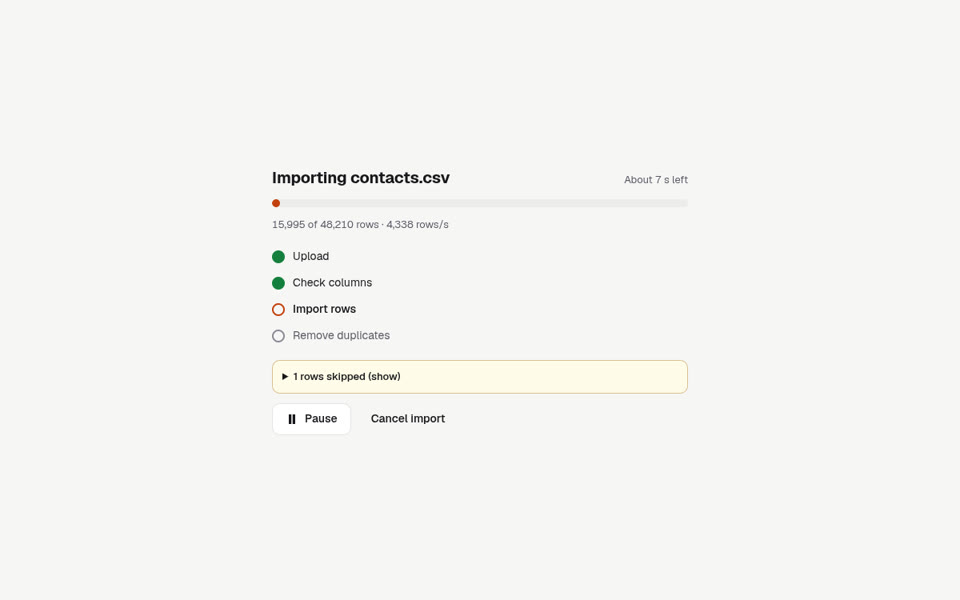 Importing contacts.csv
About 7 s left
15,995 of 48,210 rows · 4,338 rows/s
Upload
Check columns
Import rows
Remove duplicates
1 rows skipped (show)
Pause
Cancel import